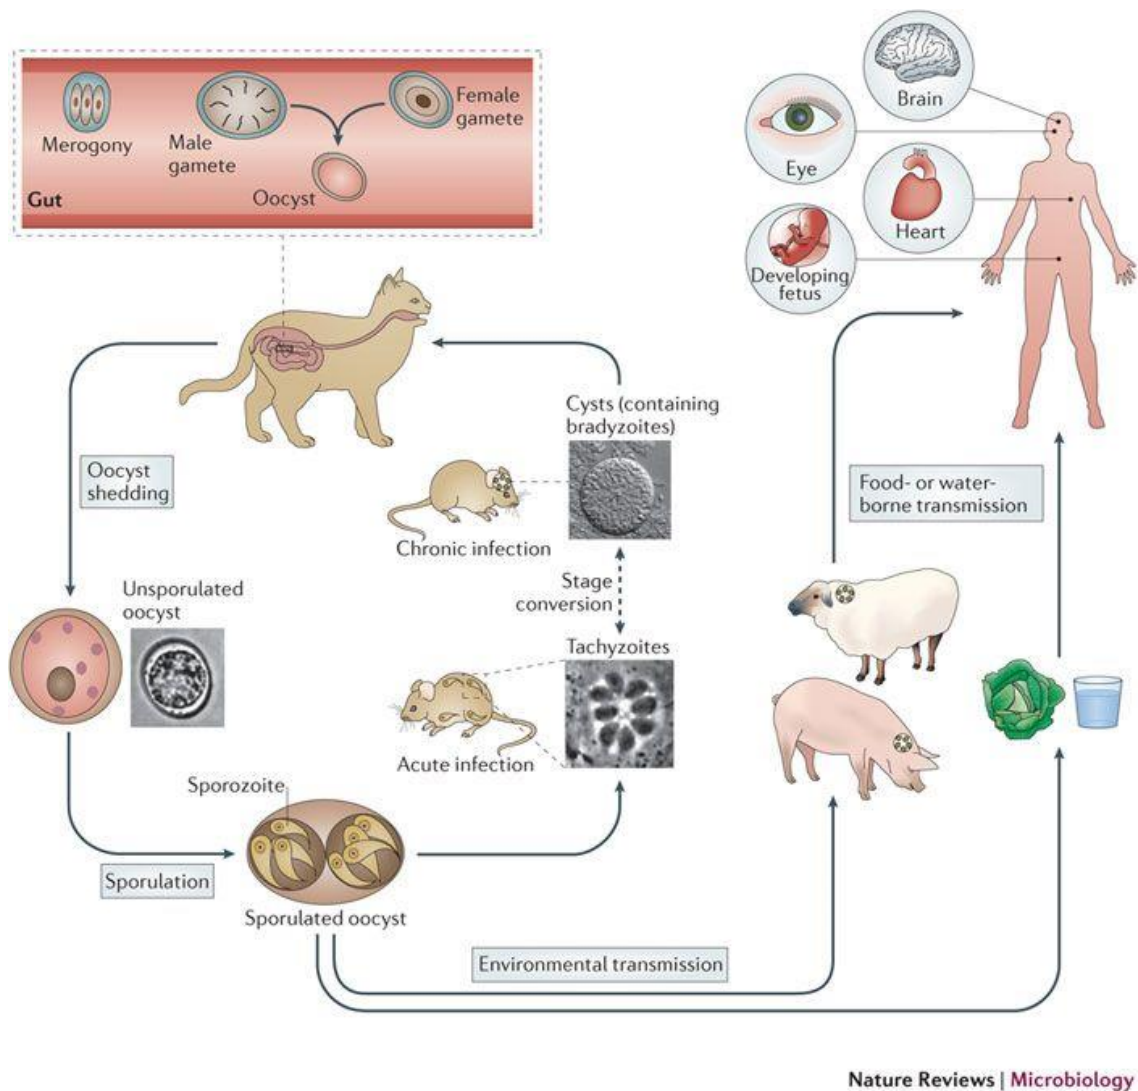 Merogony
Male
gamete
Female
gamete
Oocyst
Gut
Brain
Eye
Heart
Developing
fetus
Oocyst
shedding
Cysts (containing
bradyzoites)
Chronic infection
Stage
conversion
Food- or water-
borne transmission
Unsporulated
oocyst
Tachyzoites
Acute infection
Sporozoite
Sporulation
Sporulated oocyst
Environmental transmission
Nature Reviews | Microbiology